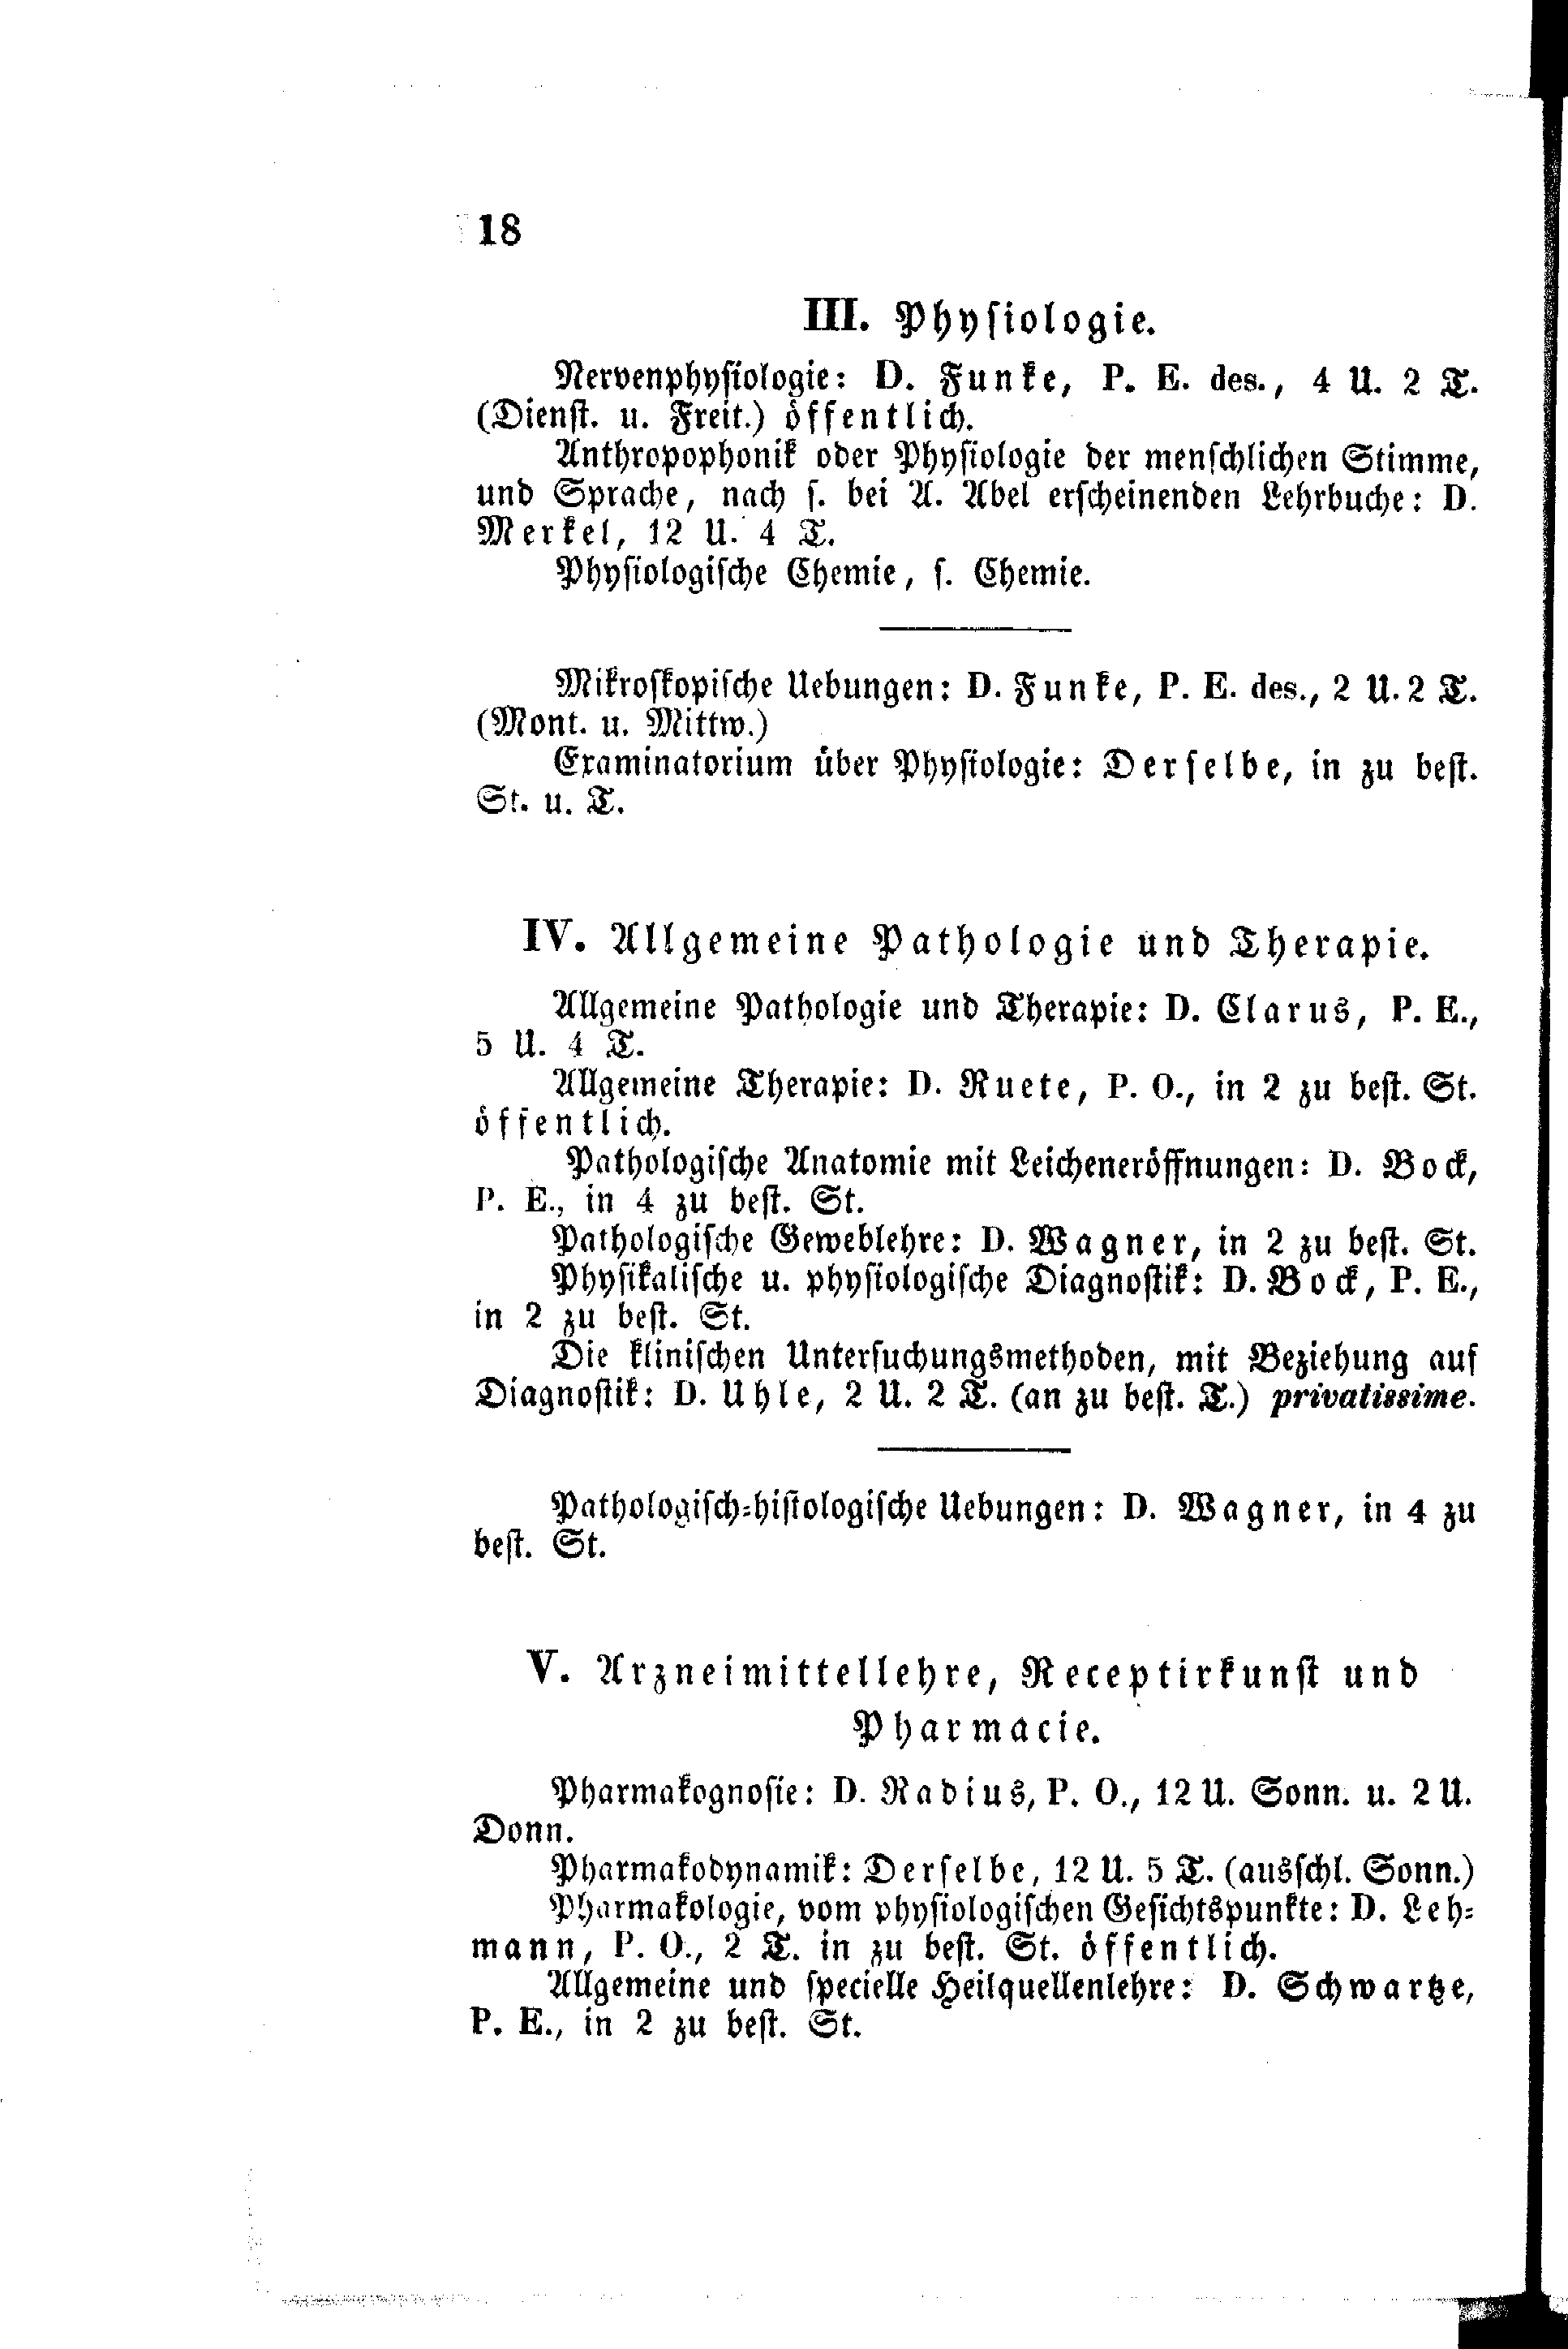 18
III. Physiologie.
Nervenphysiologie: D. Funke, P. E. des., 4 U. 2 T.
(Dienst. u. Freit.) öffentlich.
Anthropophonik oder Physiologie der menschlichen Stimme,
und Sprache, nach s. bei A. Abel erscheinenden Lehrbuche: D.
Merkel, 12 U. 4 T.
Physiologische Chemie, s. Chemie.
Mikroskopische Uebungen: D. Funke, P. E. des., 2 U. 2 T.
(Mont. u. Mittw.)
Examinatorium über Physiologie: Derselbe, in zu best.
St. u. T.
IV. Allgemeine Pathologie und Therapie.
Allgemeine Pathologie und Therapie: D. Clarus, P. E.,
5 U. 4 T.
Allgemeine Therapie: D. Ruete, P. O., in 2 zu best. St.
öffentlich.
Pathologische Anatomie mit Leicheneröffnungen: D. Bock,
P. E., in 4 zu best. St.
Pathologische Geweblehre: D. Wagner, in 2 zu best. St.
Physikalische u. physiologische Diagnostik: D. Bock, P. E.,
in 2 zu best. St.
Die klinischen Untersuchungsmethoden, mit Beziehung auf
Diagnostik: D. Uhle, 2 U. 2 T. (an zu best. T.) privatissime.
Pathologisch-histologische Uebungen: D. Wagner, in 4 zu
best. St.
V. Arzneimittellehre, Receptirkunst und
Pharmacie.
Pharmakognosie: D. Radius, P. O., 12 U. Sonn. u. 2 U.
Donn.
Pharmakodynamik: Derselbe, 12 U. 5 T. (ausschl. Sonn.)
Pharmakologie, vom physiologischen Gesichtspunkte: D. Leh-
mann, P. O., 2 T. in zu best. St. öffentlich.
Allgemeine und specielle Heilquellenlehre: D. Schwartze,
P. E., in 2 zu best. St.